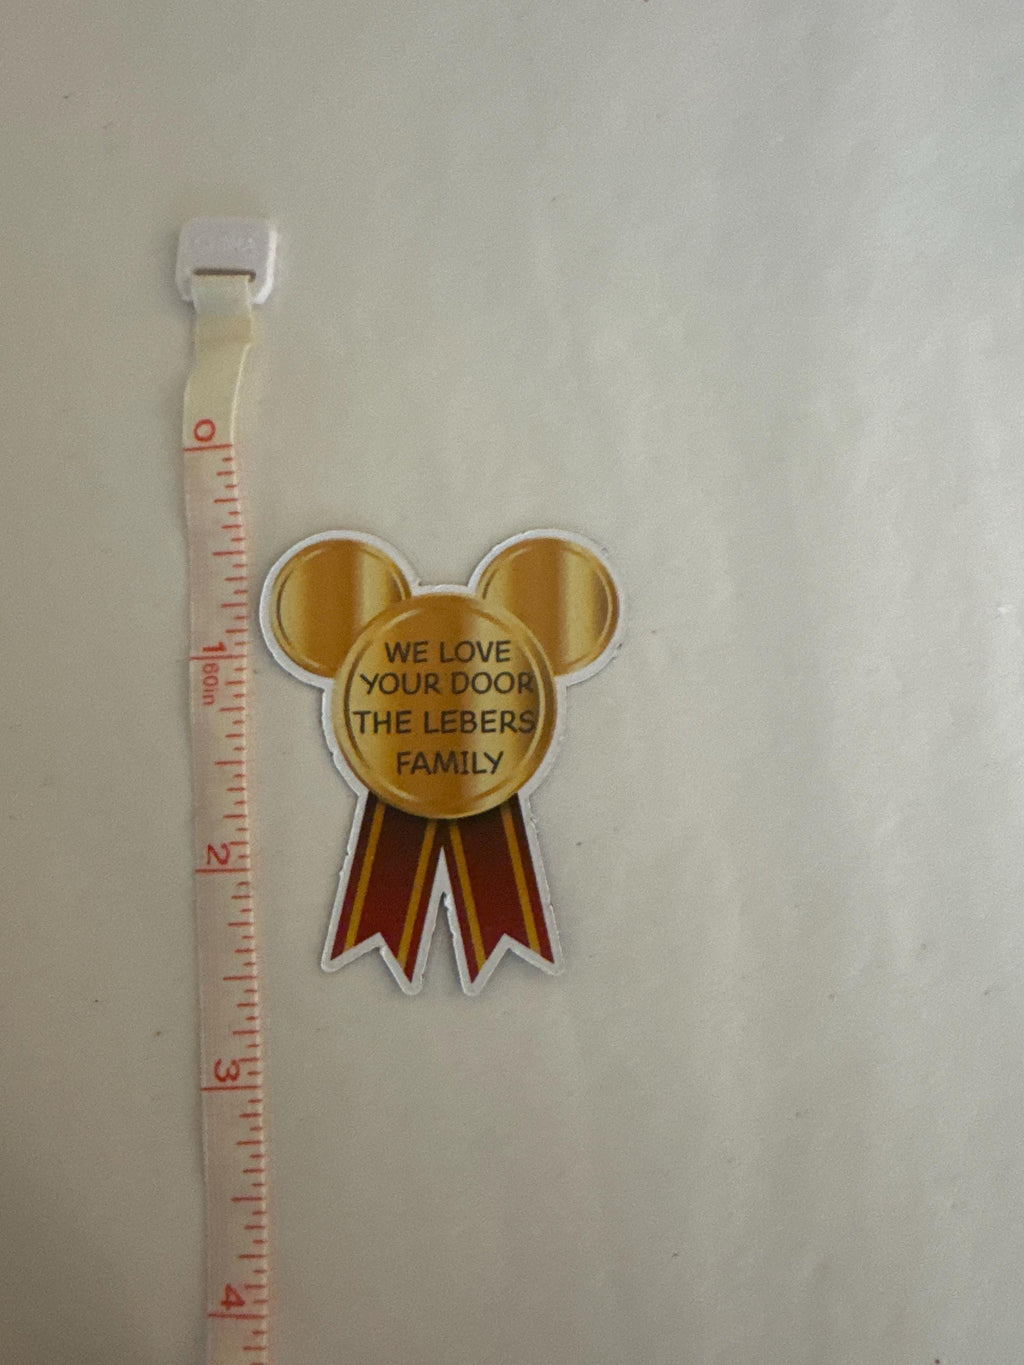 0
WE LOVE
YOUR DOOR
THE LEBERS
FAMILY
1
60in
2
3
4